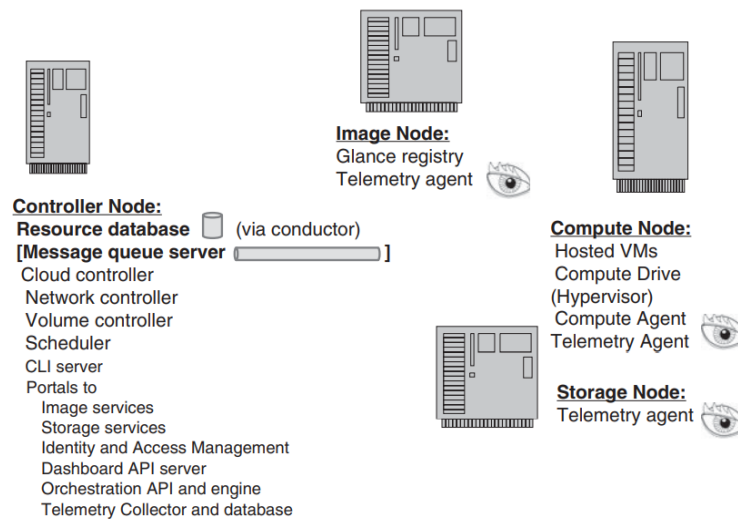 Image Node:
Glance registry
Telemetry agent
Controller Node:
Resource database (via conductor)
[Message queue server ]
Cloud controller
Network controller
Volume controller
Scheduler
CLI server
Portals to
Image services
Storage services
Identity and Access Management
Dashboard API server
Orchestration API and engine
Telemetry Collector and database
Compute Node:
Hosted VMs
Compute Drive
(Hypervisor)
Compute Agent
Telemetry Agent
Storage Node:
Telemetry agent